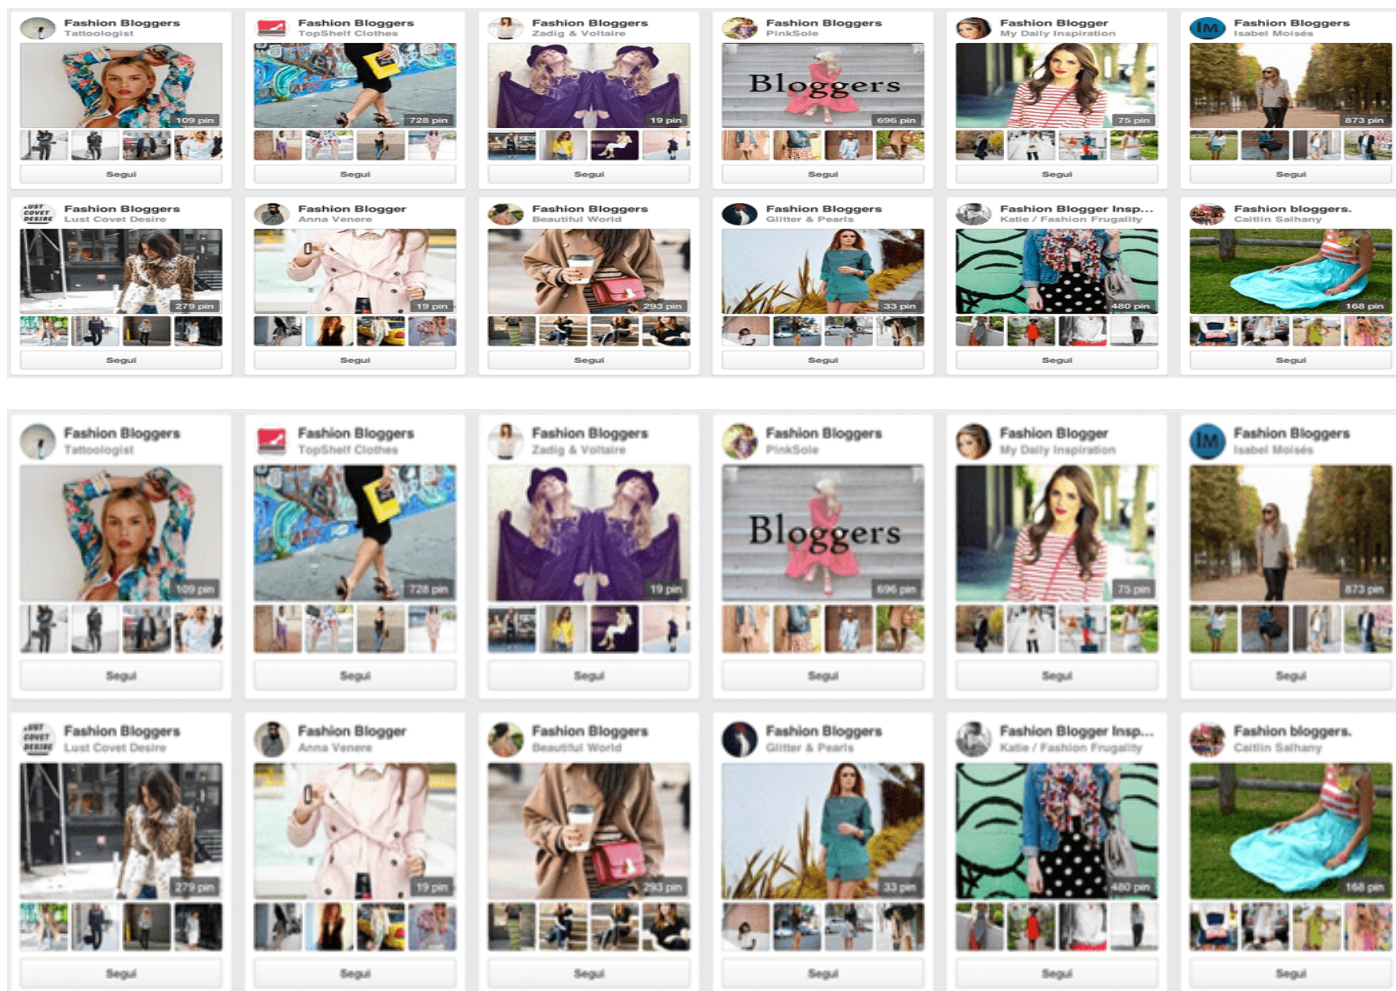 Fashion Bloggers
Tattoologist
109 pin
Segui
Fashion Bloggers
TopShelf Clothes
728 pin
Segui
Fashion Bloggers
Zadig & Voltaire
19 pin
Segui
Fashion Bloggers
PinkSole
Bloggers
696 pin
Segui
Fashion Blogger
My Daily Inspiration
75 pin
Segui
IM
Fashion Bloggers
Isabel Moisés
873 pin
Segui
LUST
COVET
DESIRE
Fashion Bloggers
Lust Covet Desire
279 pin
Segui
Fashion Blogger
Anna Venere
19 pin
Segui
Fashion Bloggers
Beautiful World
293 pin
Segui
Fashion Bloggers
Glitter & Pearls
33 pin
Segui
Fashion Blogger Insp...
Katie / Fashion Frugality
480 pin
Segui
Fashion bloggers.
Caitlin Salhany
168 pin
Segui
Fashion Bloggers
Tattoologist
109 pin
Segui
Fashion Bloggers
TopShelf Clothes
728 pin
Segui
Fashion Bloggers
Zadig & Voltaire
19 pin
Segui
Fashion Bloggers
PinkSole
Bloggers
696 pin
Segui
Fashion Blogger
My Daily Inspiration
75 pin
Segui
IM
Fashion Bloggers
Isabel Moisés
873 pin
Segui
LUST
COVET
DESIRE
Fashion Bloggers
Lust Covet Desire
279 pin
Segui
Fashion Blogger
Anna Venere
19 pin
Segui
Fashion Bloggers
Beautiful World
293 pin
Segui
Fashion Bloggers
Glitter & Pearls
33 pin
Segui
Fashion Blogger Insp...
Katie / Fashion Frugality
480 pin
Segui
Fashion bloggers.
Caitlin Salhany
168 pin
Segui